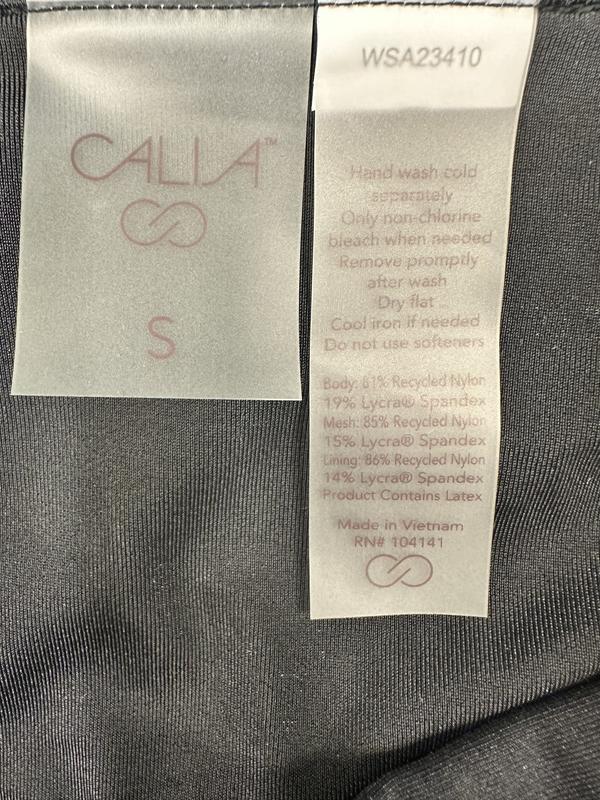 CALIA™
S
WSA23410
Hand wash cold
separately
Only non-chlorine
bleach when needed
Remove promptly
after wash
Dry flat
Cool iron if needed
Do not use softeners
Body: 81% Recycled Nylon
19% Lycra® Spandex
Mesh: 85% Recycled Nylon
15% Lycra® Spandex
Lining: 86% Recycled Nylon
14% Lycra® Spandex
Product Contains Latex
Made in Vietnam
RN# 104141